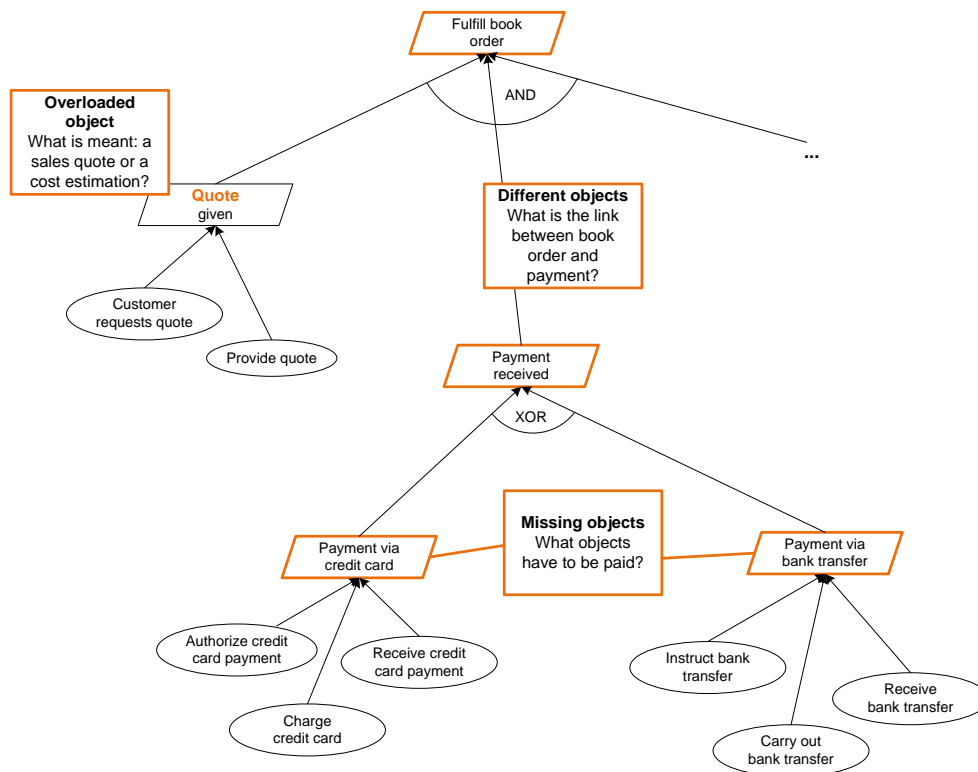 Fulfill book
order
AND
Overloaded
object
What is meant: a
sales quote or a
cost estimation?
...
Quote
given
Different objects
What is the link
between book
order and
payment?
Customer
requests quote
Provide quote
Payment
received
XOR
Missing objects
What objects
have to be paid?
Payment via
credit card
Payment via
bank transfer
Authorize credit
card payment
Receive credit
card payment
Charge
credit card
Instruct bank
transfer
Receive
bank transfer
Carry out
bank transfer